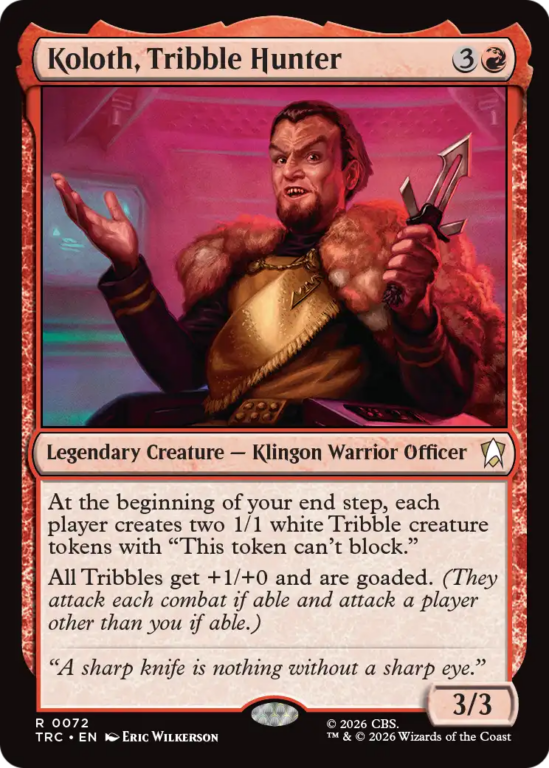 Koloth, Tribble Hunter 3
Legendary Creature — Klingon Warrior Officer
At the beginning of your end step, each
player creates two 1/1 white Tribble creature
tokens with “This token can’t block.”
All Tribbles get +1/+0 and are goaded. (They
attack each combat if able and attack a player
other than you if able.)
“A sharp knife is nothing without a sharp eye.”
3/3
R 0072
TRC • EN Eric Wilkerson
© 2026 CBS.
™ & © 2026 Wizards of the Coast